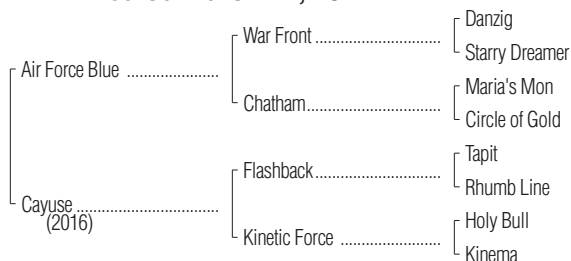 Danzig
War Front
Starry Dreamer
Air Force Blue
Maria's Mon
Chatham
Circle of Gold
Tapit
Flashback
Rhumb Line
Cayuse
(2016)
Holy Bull
Kinetic Force
Kinema